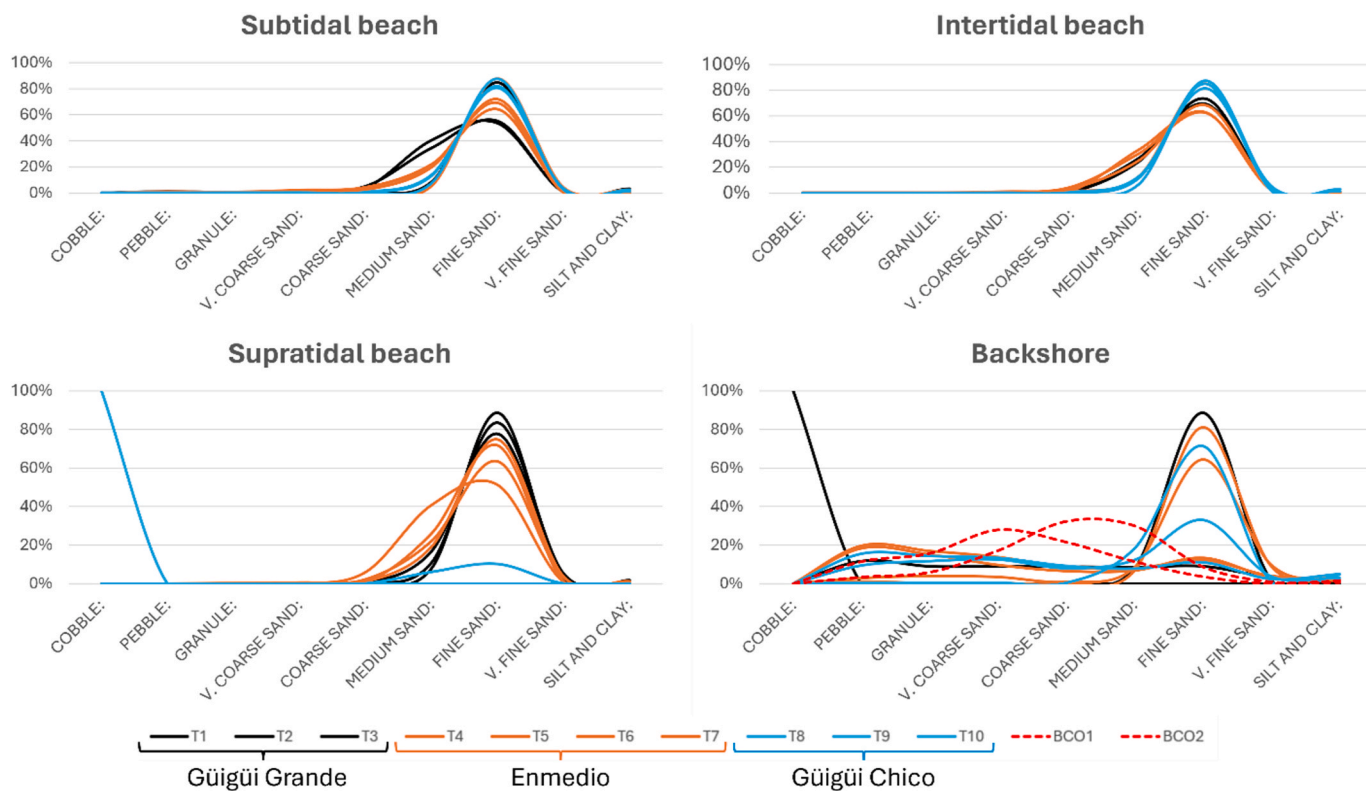 Subtidal beach
100%
80%
60%
40%
20%
0%
COBBLE:
PEBBLE:
GRANULE:
V. COARSE SAND:
COARSE SAND:
MEDIUM SAND:
FINE SAND:
V. FINE SAND:
SILT AND CLAY:
Intertidal beach
100%
80%
60%
40%
20%
0%
COBBLE:
PEBBLE:
GRANULE:
V. COARSE SAND:
COARSE SAND:
MEDIUM SAND:
FINE SAND:
V. FINE SAND:
SILT AND CLAY:
Supratidal beach
100%
80%
60%
40%
20%
0%
COBBLE:
PEBBLE:
GRANULE:
V. COARSE SAND:
COARSE SAND:
MEDIUM SAND:
FINE SAND:
V. FINE SAND:
SILT AND CLAY:
Backshore
100%
80%
60%
40%
20%
0%
COBBLE:
PEBBLE:
GRANULE:
V. COARSE SAND:
COARSE SAND:
MEDIUM SAND:
FINE SAND:
V. FINE SAND:
SILT AND CLAY:
T1 T2 T3 T4 T5 T6 T7 T8 T9 T10 BCO1 BCO2
Güigüi Grande Enmedio Güigüi Chico